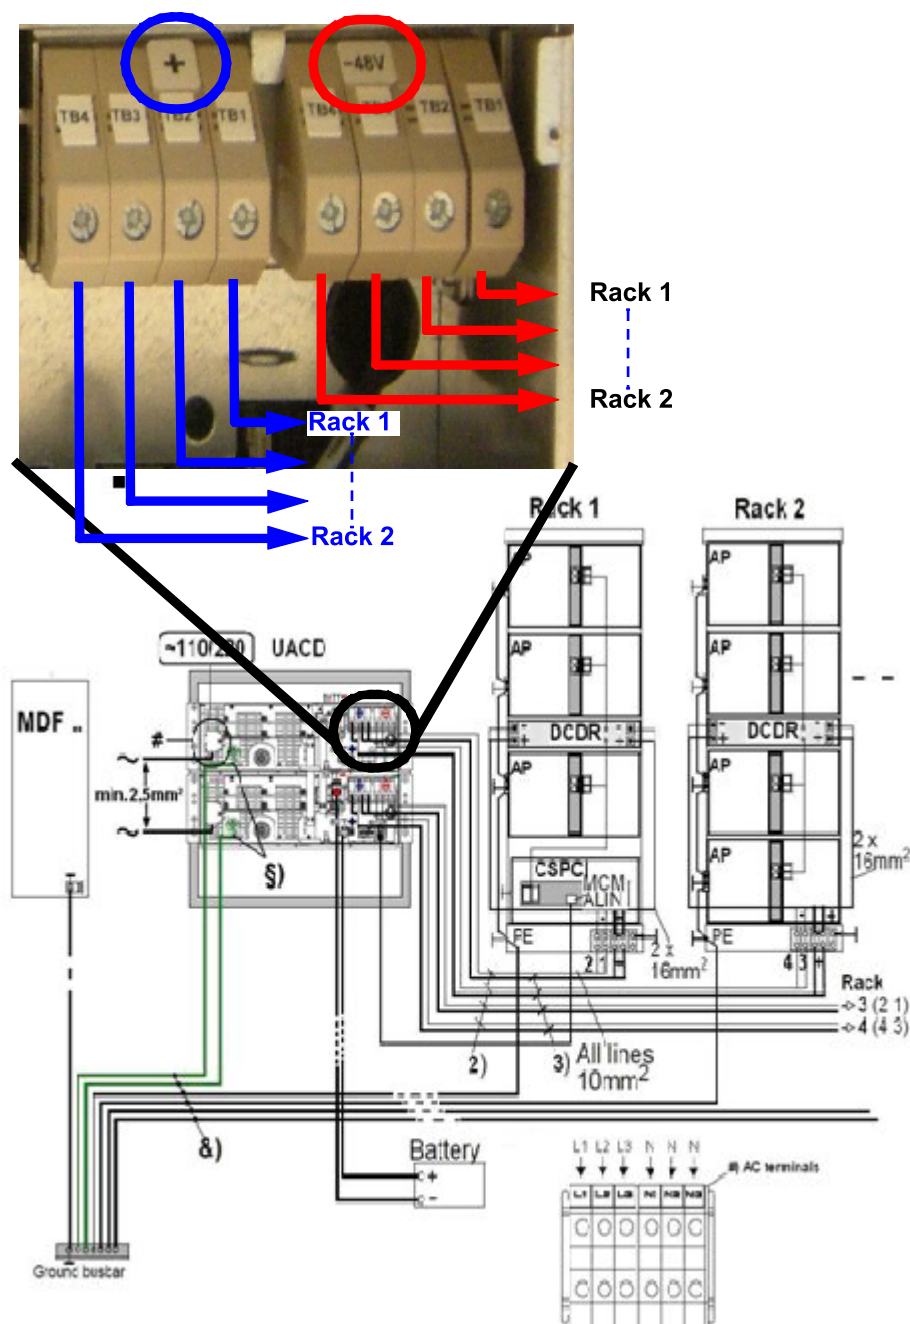 +
-48V
TB4 TB3 TB2 TB1
TB4 TB2 TB1
Rack 1
Rack 2
Rack 1
Rack 2
Rack 1
Rack 2
~110/220
UACD
MDF
#
~
min.2,5mm²
~
§)
AP
AP
DCDR
AP
CSPC
MCM
ALIN
PE
2 1
2 x
16mm²
AP
AP
DCDR
AP
AP
PE
4 3
2 x
16mm²
Rack
3 (2 1)
4 (4 3)
2)
3)
All lines
10mm²
&)
Battery
+
-
Ground busbar
L1 L2 L3 N N N
#) AC terminals
L1 L2 L3 N1 N2 N3